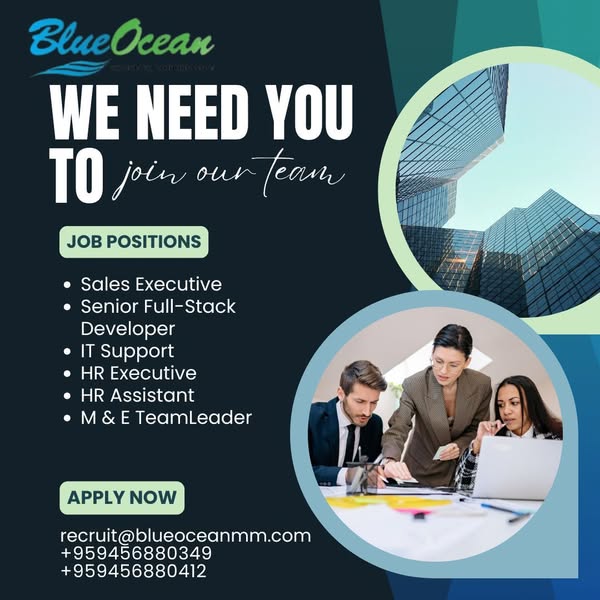 BlueOcean
WE NEED YOU
TO join our team
JOB POSITIONS
• Sales Executive
• Senior Full-Stack
Developer
• IT Support
• HR Executive
• HR Assistant
• M & E TeamLeader
APPLY NOW
recruit@blueoceanmm.com
+959456880349
+959456880412